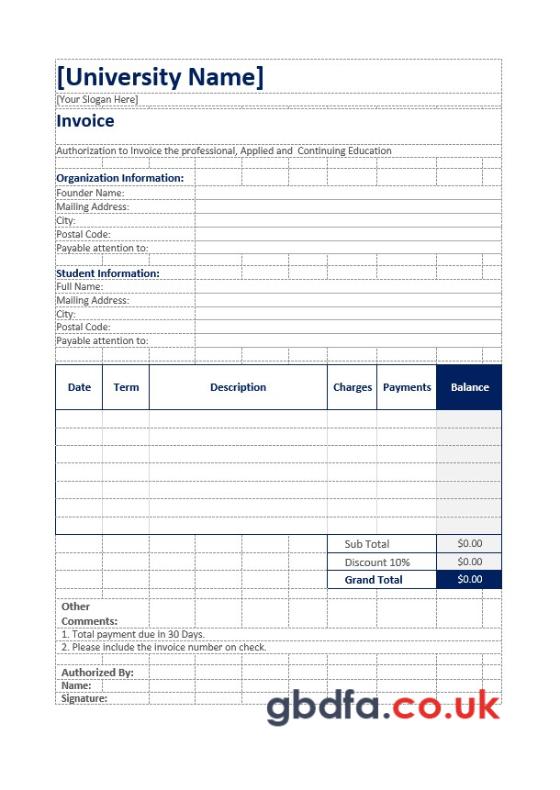 [University Name]
[Your Slogan Here]
Invoice
Authorization to Invoice the professional, Applied and Continuing Education
Organization Information:
Founder Name:
Mailing Address:
City:
Postal Code:
Payable attention to:
Student Information:
Full Name:
Mailing Address:
City:
Postal Code:
Payable attention to:
Date Term Description Charges Payments Balance
Sub Total $0.00
Discount 10% $0.00
Grand Total $0.00
Other
Comments:
1. Total payment due in 30 Days.
2. Please include the invoice number on check.
Authorized By:
Name:
Signature:
gbdfa.co.uk